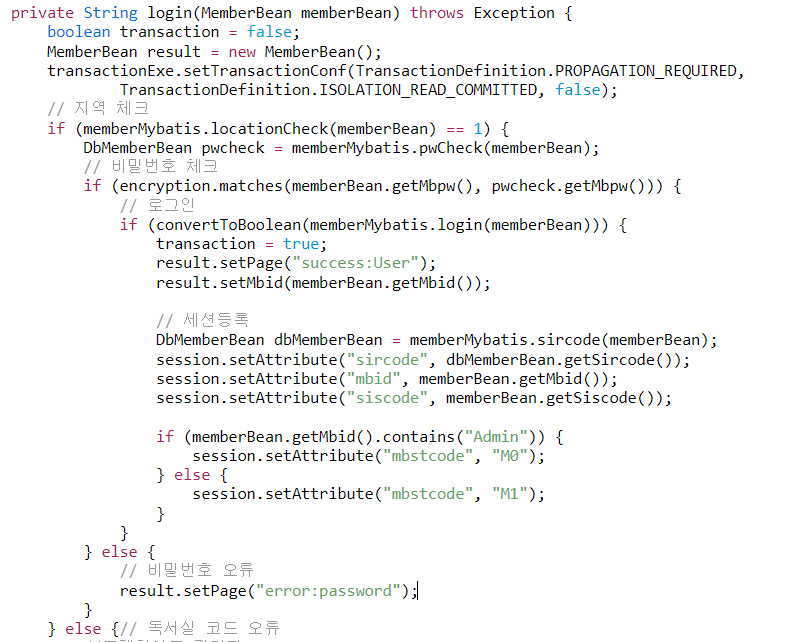 private String login(MemberBean memberBean) throws Exception {
boolean transaction = false;
MemberBean result = new MemberBean();
transactionExe.setTransactionConf(TransactionDefinition.PROPAGATION_REQUIRED,
TransactionDefinition.ISOLATION_READ_COMMITTED, false);
// 지역 체크
if (memberMybatis.locationCheck(memberBean) == 1) {
DbMemberBean pwcheck = memberMybatis.pwCheck(memberBean);
// 비밀번호 체크
if (encryption.matches(memberBean.getMbpw(), pwcheck.getMbpw())) {
// 로그인
if (convertToBoolean(memberMybatis.login(memberBean))) {
transaction = true;
result.setPage("success:User");
result.setMbid(memberBean.getMbid());
// 세션등록
DbMemberBean dbMemberBean = memberMybatis.sircode(memberBean);
session.setAttribute("sircode", dbMemberBean.getSircode());
session.setAttribute("mbid", memberBean.getMbid());
session.setAttribute("siscode", memberBean.getSiscode());
if (memberBean.getMbid().contains("Admin")) {
session.setAttribute("mbstcode", "M0");
} else {
session.setAttribute("mbstcode", "M1");
}
}
} else {
// 비밀번호 오류
result.setPage("error:password");
}
} else {// 독서실 코드 오류